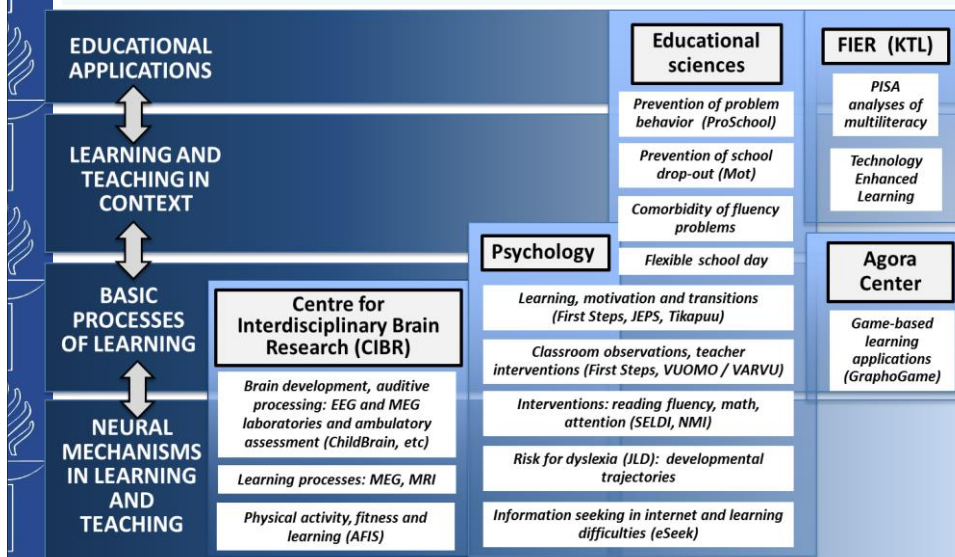 EDUCATIONAL
APPLICATIONS
LEARNING AND
TEACHING IN
CONTEXT
BASIC
PROCESSES
OF LEARNING
NEURAL
MECHANISMS
IN LEARNING
AND
TEACHING
Centre for
Interdisciplinary Brain
Research (CIBR)
Brain development, auditive
processing: EEG and MEG
laboratories and ambulatory
assessment (ChildBrain, etc)
Learning processes: MEG, MRI
Physical activity, fitness and
learning (AFIS)
Psychology
Learning, motivation and transitions
(First Steps, JEPS, Tikapuu)
Classroom observations, teacher
interventions (First Steps, VUOMO / VARVU)
Interventions: reading fluency, math,
attention (SELDI, NMI)
Risk for dyslexia (JLD): developmental
trajectories
Information seeking in internet and learning
difficulties (eSeek)
Educational
sciences
Prevention of problem
behavior (ProSchool)
Prevention of school
drop-out (Mot)
Comorbidity of fluency
problems
Flexible school day
FIER (KTL)
PISA
analyses of
multiliteracy
Technology
Enhanced
Learning
Agora
Center
Game-based
learning
applications
(GraphoGame)